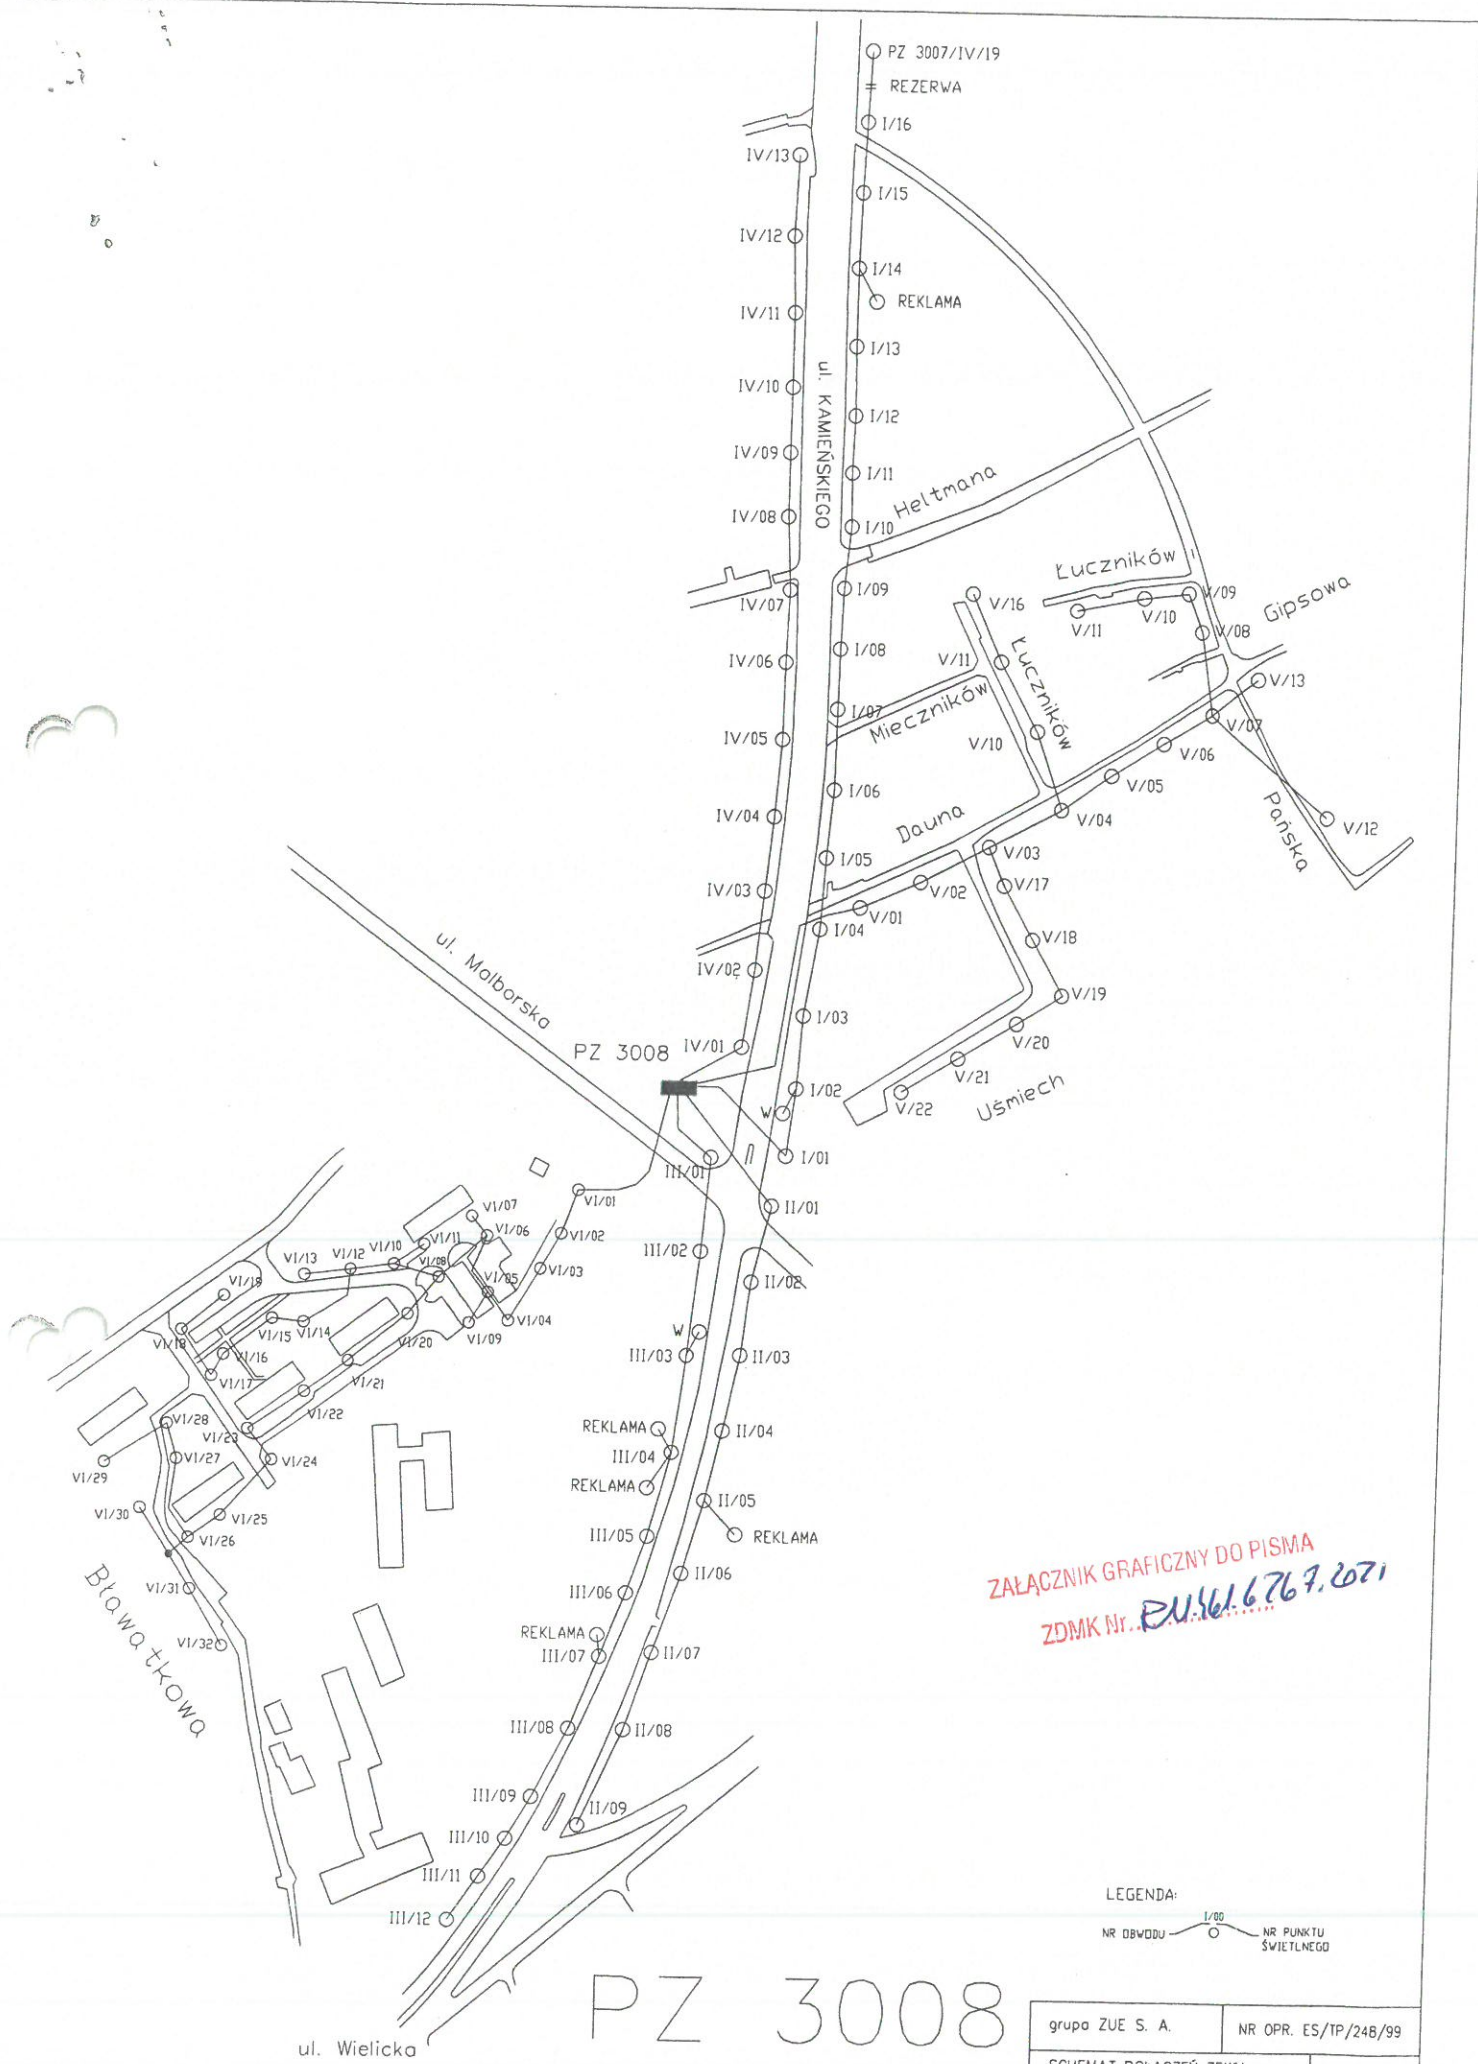 PZ 3007/IV/19
REZERWA
I/16
IV/13
I/15
IV/12
I/14
REKLAMA
IV/11
I/13
ul. KAMIEŃSKIEGO
IV/10
I/12
IV/09
I/11
Heltmana
IV/08
I/10
Łuczników
IV/07
I/09
V/16
V/11
V/10
V/09
Gipsowa
V/08
IV/06
I/08
V/11
Łuczników
V/13
I/07
Mieczników
V/07
IV/05
V/10
V/06
I/06
V/05
IV/04
Dauna
V/04
Pańska
V/12
I/05
V/03
IV/03
V/02
V/17
V/01
I/04
ul. Malborska
V/18
IV/02
V/19
I/03
V/20
PZ 3008
IV/01
V/21
I/02
V/22
Uśmiech
W
III/01
I/01
VI/01
VI/07
II/01
VI/06
VI/02
VI/11
III/02
VI/10
VI/12
VI/13
VI/08
VI/03
II/02
VI/05
VI/19
VI/04
VI/09
VI/14
VI/15
VI/20
VI/18
W
III/03
II/03
VI/16
VI/17
VI/21
VI/22
VI/28
REKLAMA
II/04
VI/23
III/04
VI/27
VI/24
VI/29
REKLAMA
II/05
VI/30
VI/25
VI/26
III/05
REKLAMA
II/06
Bławatkowa
VI/31
III/06
ZAŁĄCZNIK GRAFICZNY DO PISMA
ZDMK Nr.
REKLAMA
VI/32
III/07
II/07
III/08
II/08
III/09
II/09
III/10
III/11
III/12
LEGENDA:
I/00
NR OBWODU
NR PUNKTU
ŚWIETLNEGO
PZ 3008
grupa ZUE S. A.
NR OPR. ES/TP/248/99
ul. Wielicka